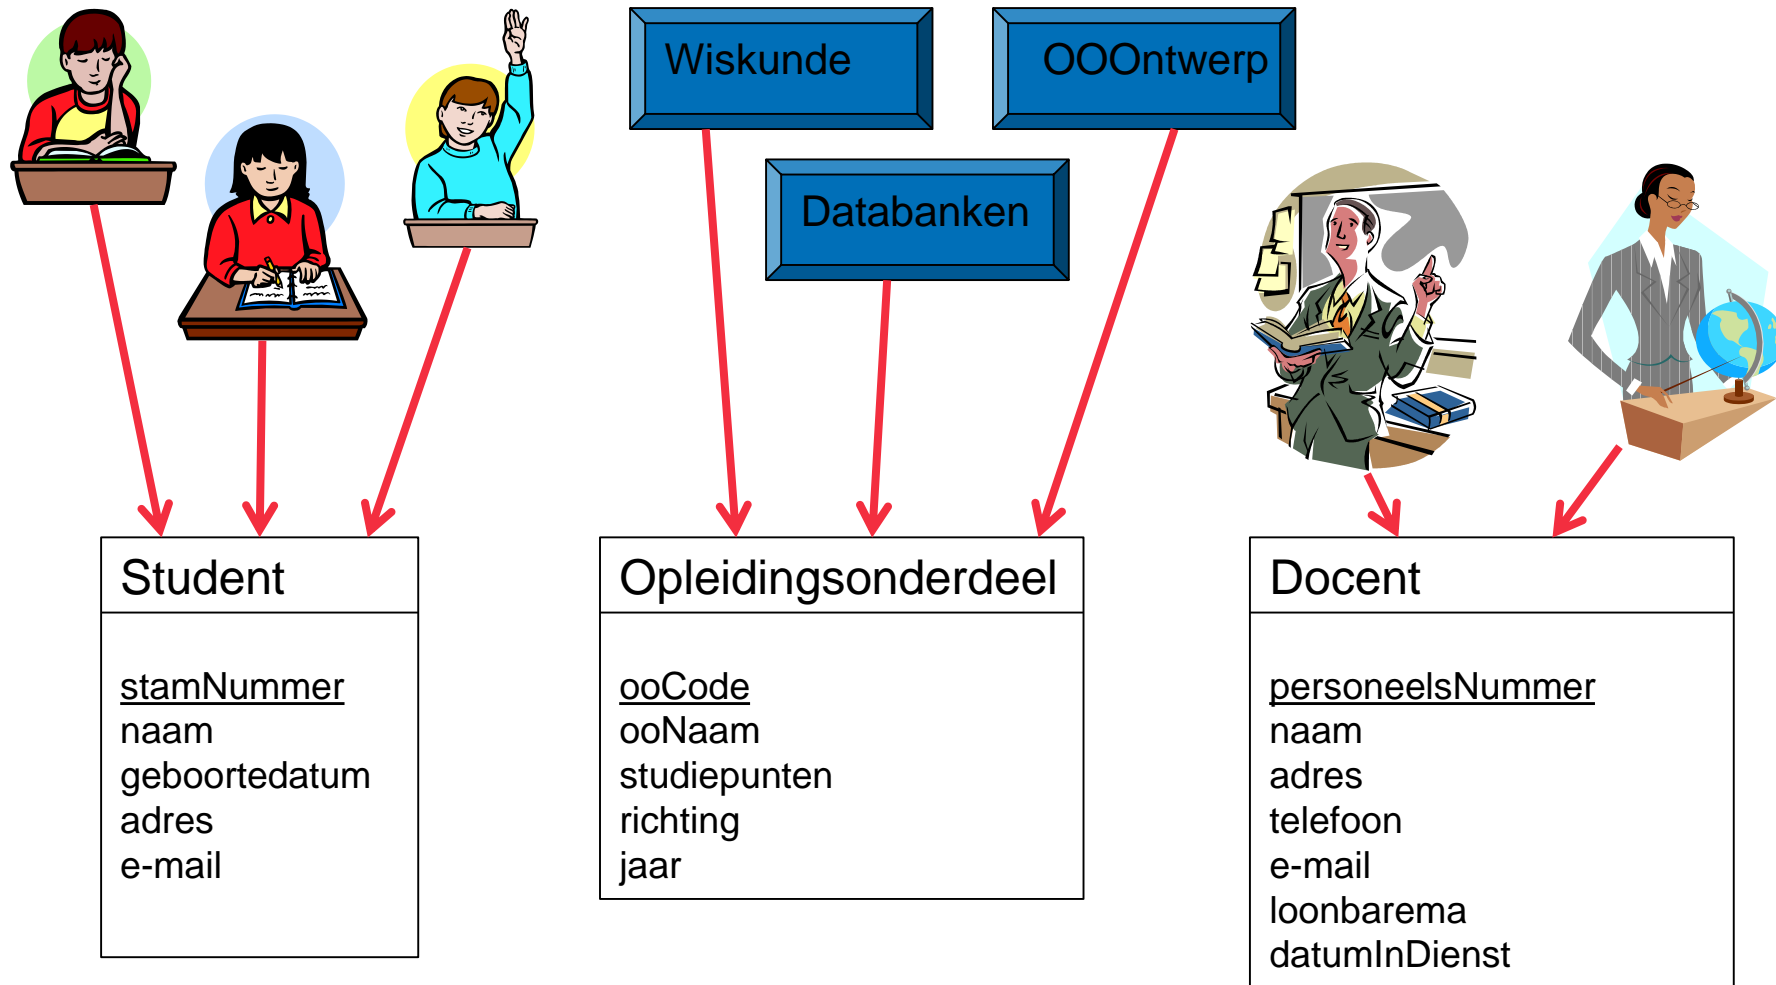 Wiskunde
OOOntwerp
Databanken
Student
stamNummer
naam
geboortedatum
adres
e-mail
Opleidingsonderdeel
ooCode
ooNaam
studiepunten
richting
jaar
Docent
personeelsNummer
naam
adres
telefoon
e-mail
loonbarema
datumInDienst